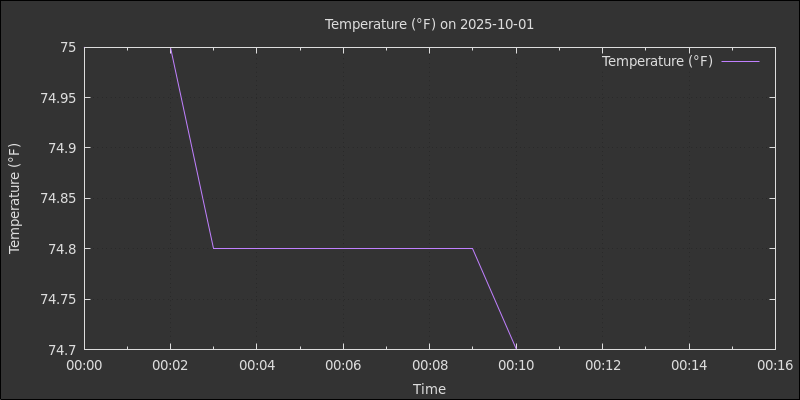 Temperature (°F) on 2025-10-01
Temperature (°F)
75
74.95
74.9
74.85
74.8
74.75
74.7
Temperature (°F)
00:00 00:02 00:04 00:06 00:08 00:10 00:12 00:14 00:16
Time